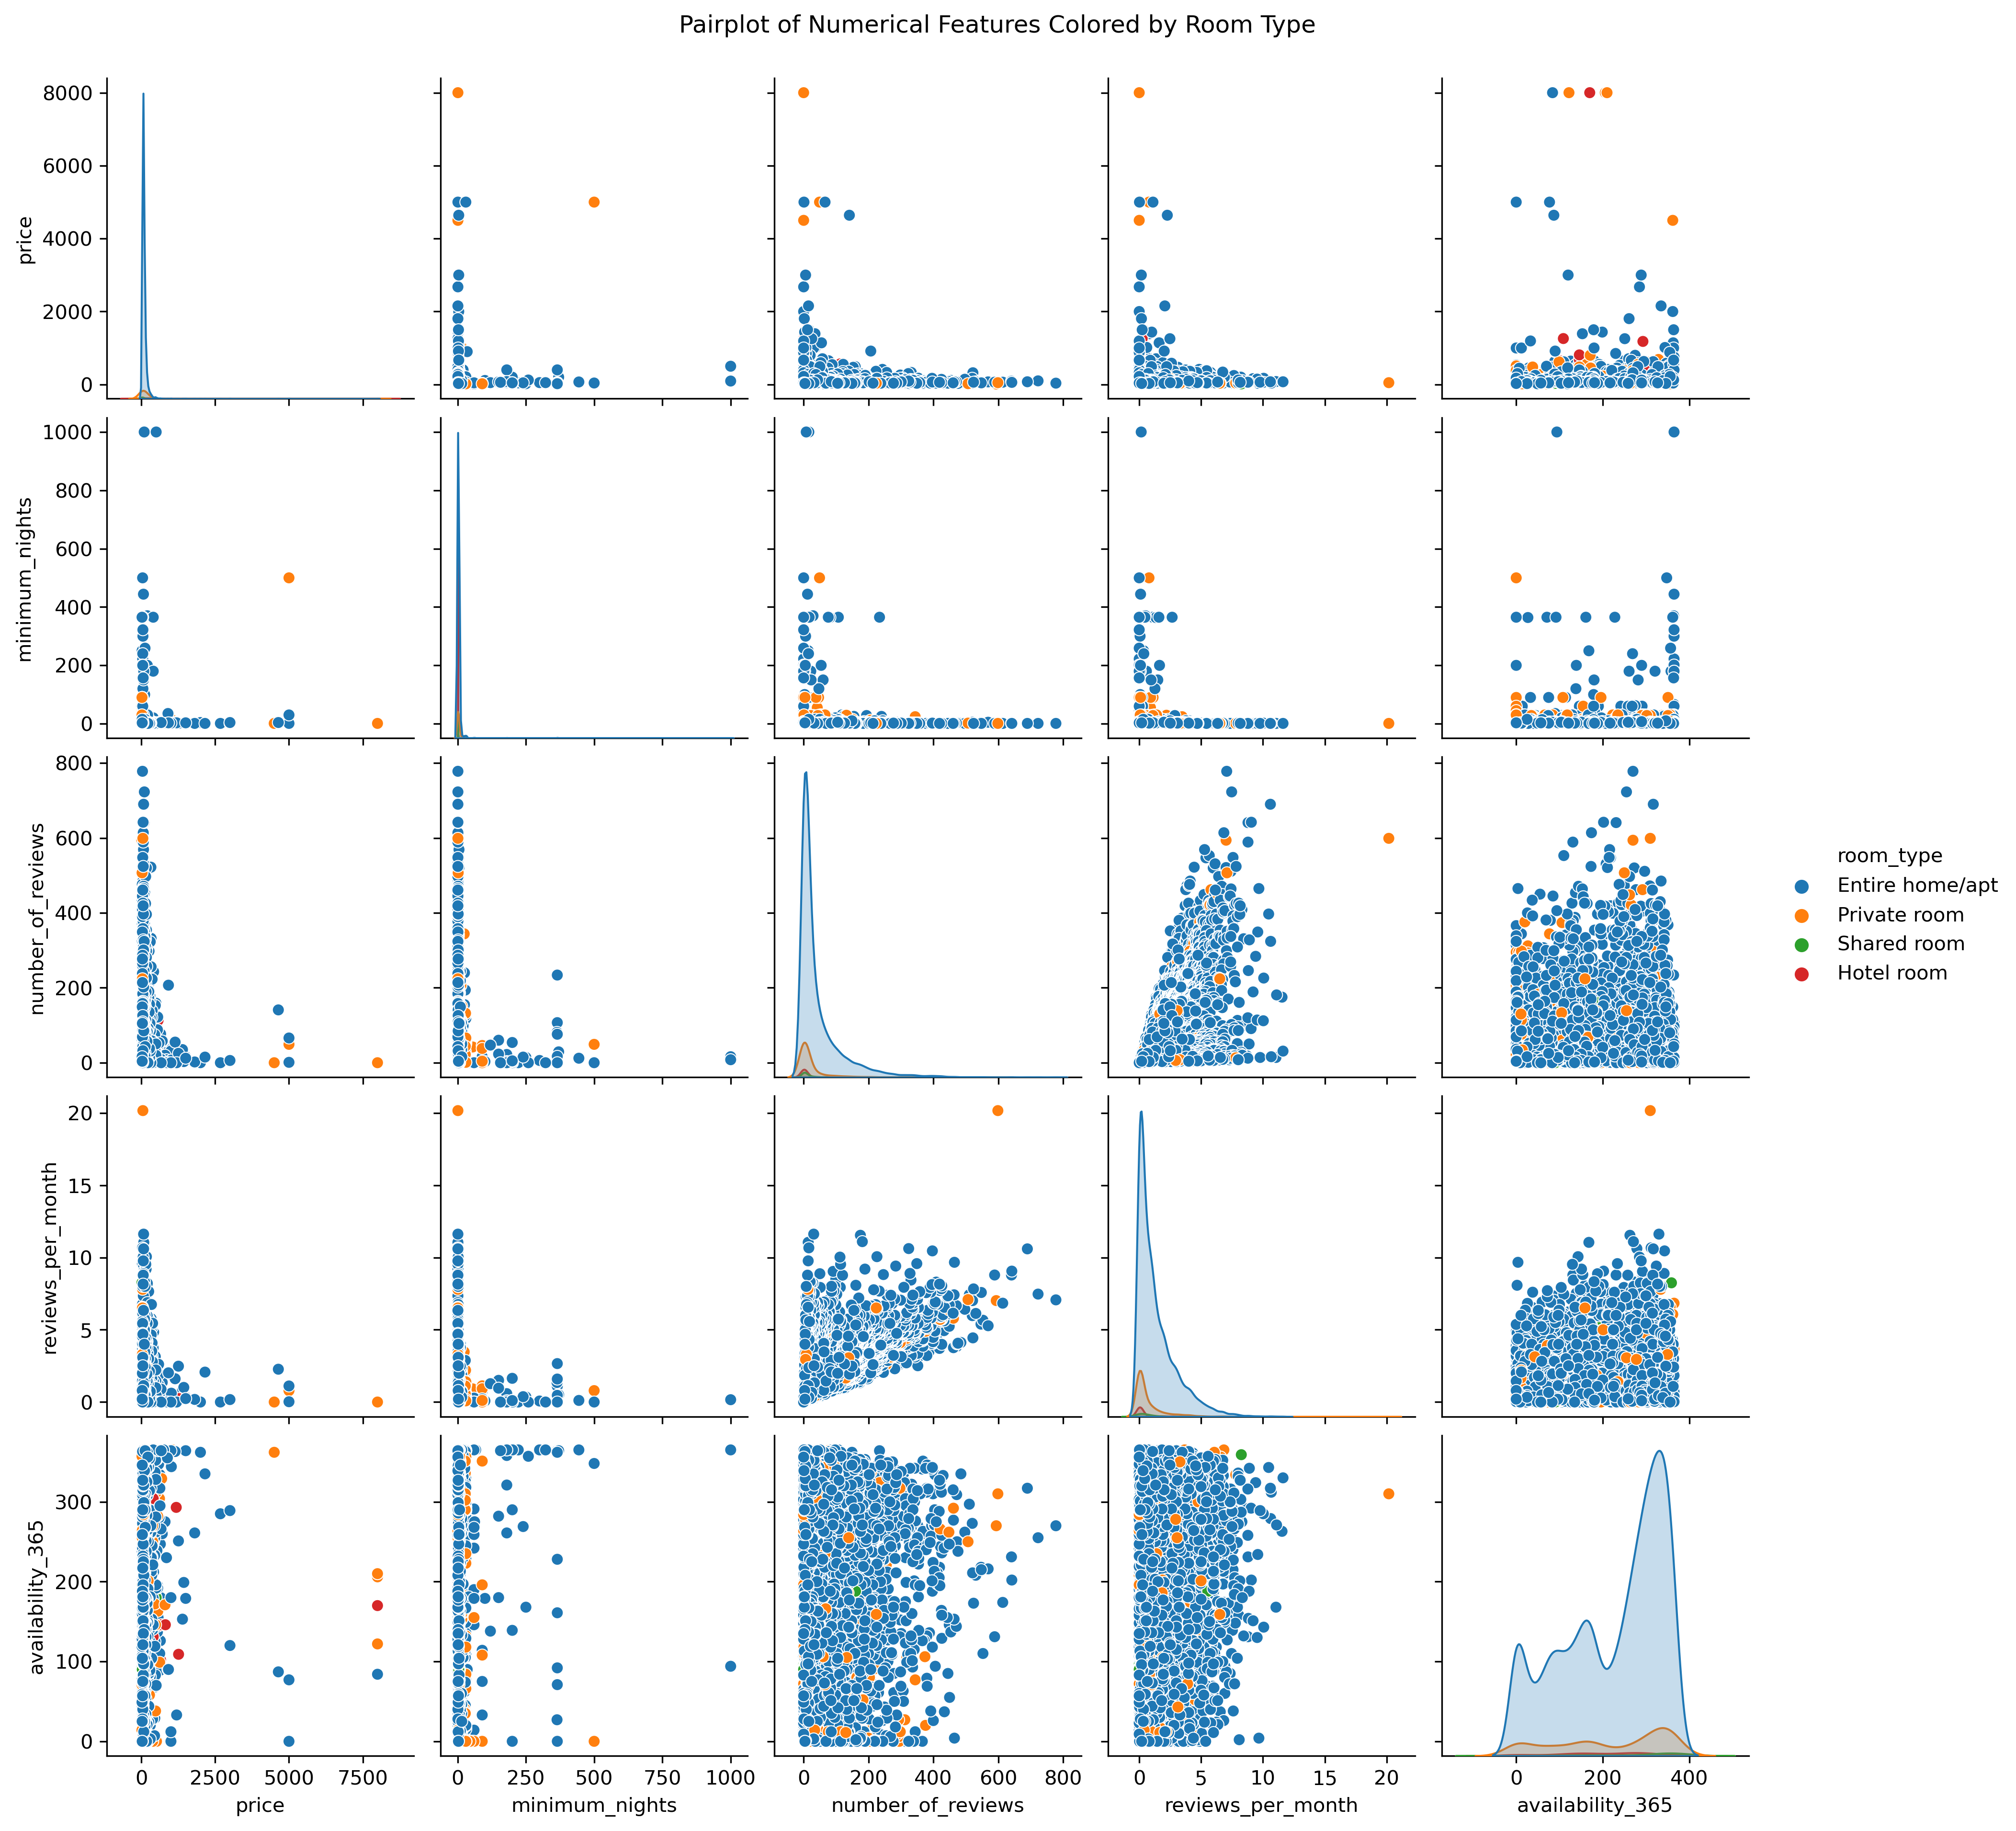 Pairplot of Numerical Features Colored by Room Type
8000
6000
4000
2000
0
price
1000
800
600
400
200
0
minimum_nights
800
600
400
200
0
number_of_reviews
room_type
Entire home/apt
Private room
Shared room
Hotel room
20
15
10
5
0
reviews_per_month
300
200
100
0
availability_365
0 2500 5000 7500
0 250 500 750 1000
0 200 400 600 800
0 5 10 15 20
0 200 400
price
minimum_nights
number_of_reviews
reviews_per_month
availability_365